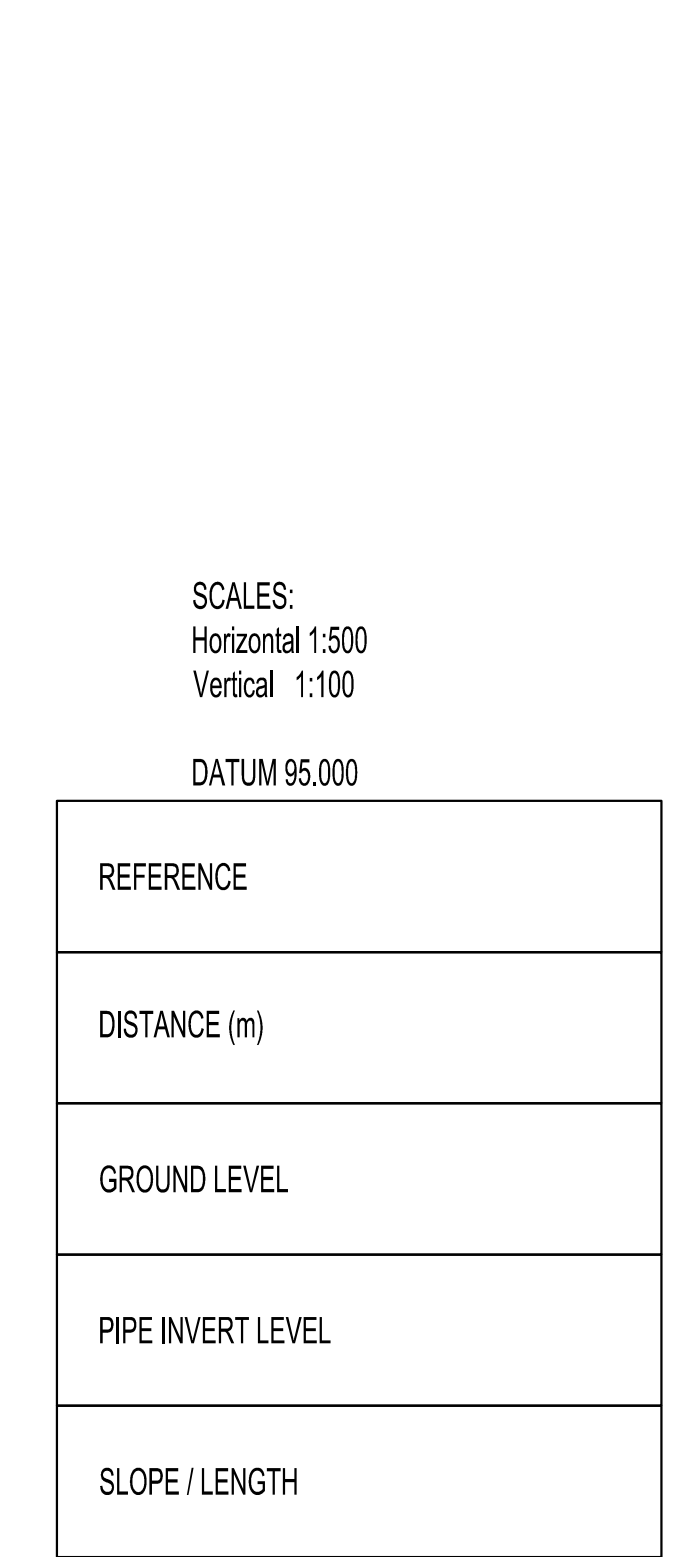 SCALES:
Horizontal 1:500
Vertical 1:100
DATUM 95.000
REFERENCE
DISTANCE (m)
GROUND LEVEL
PIPE INVERT LEVEL
SLOPE / LENGTH